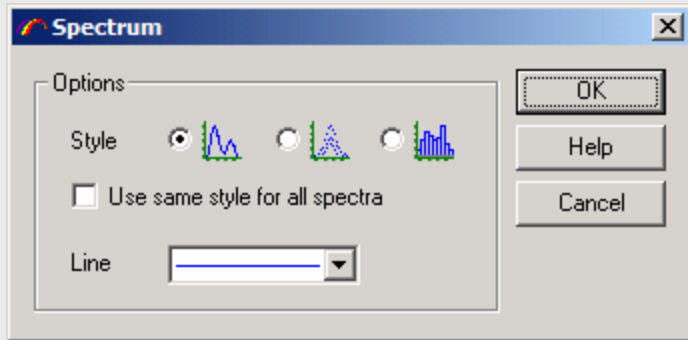 Spectrum
Options
Style
Use same style for all spectra
Line
OK
Help
Cancel